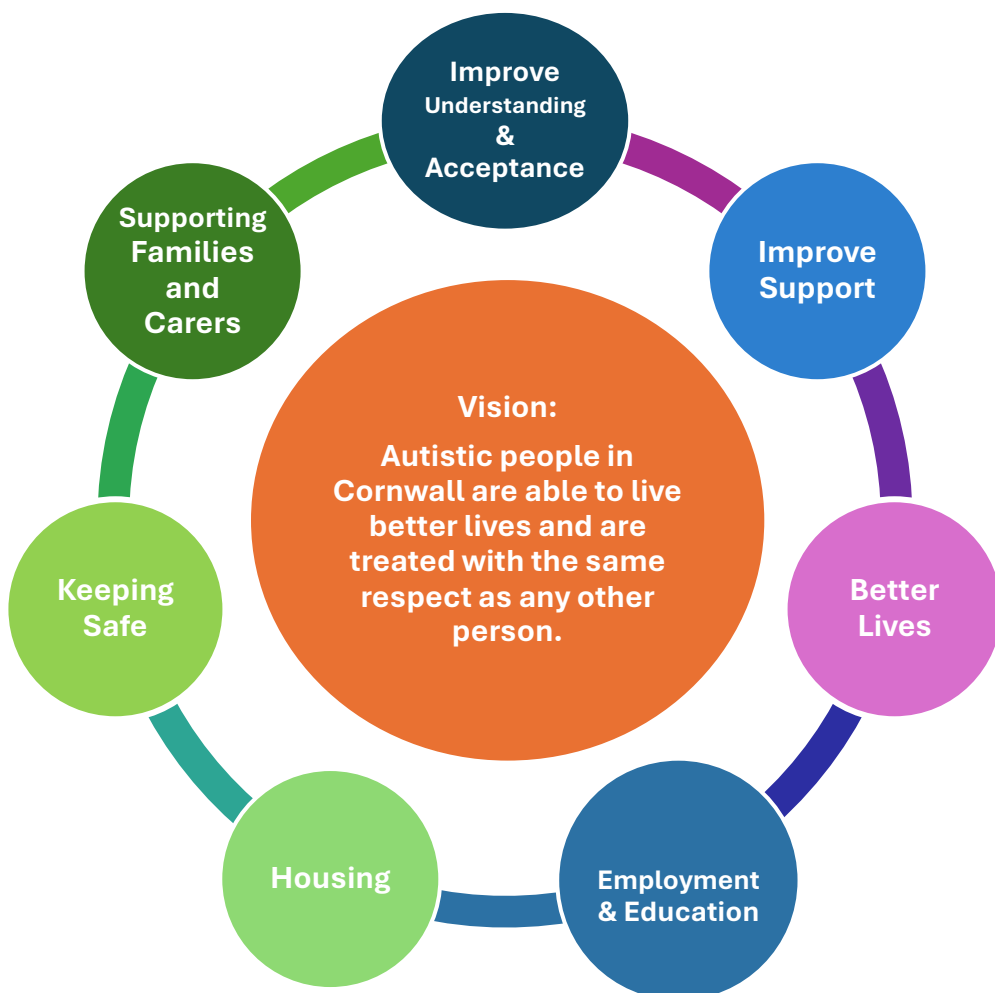 Improve
Understanding
&
Acceptance
Improve
Support
Better
Lives
Employment
& Education
Housing
Keeping
Safe
Supporting
Families
and
Carers
Vision:
Autistic people in
Cornwall are able to live
better lives and are
treated with the same
respect as any other
person.